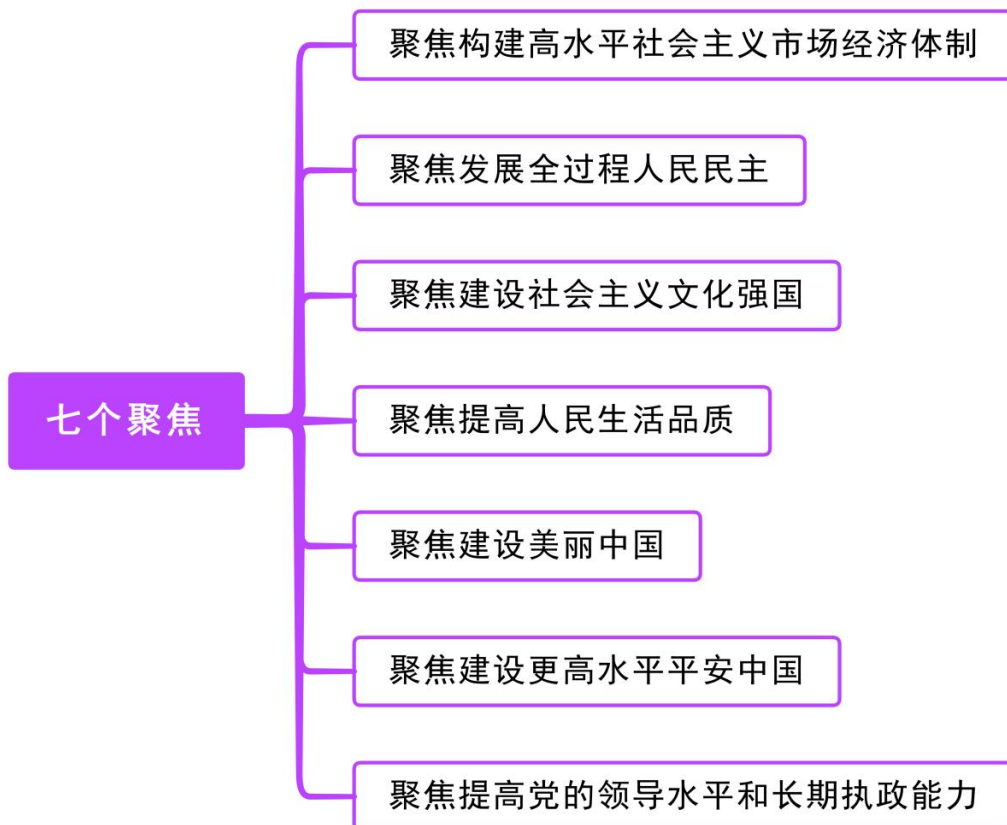 聚焦构建高水平社会主义市场经济体制
聚焦发展全过程人民民主
聚焦建设社会主义文化强国
七个聚焦
聚焦提高人民生活品质
聚焦建设美丽中国
聚焦建设更高水平平安中国
聚焦提高党的领导水平和长期执政能力